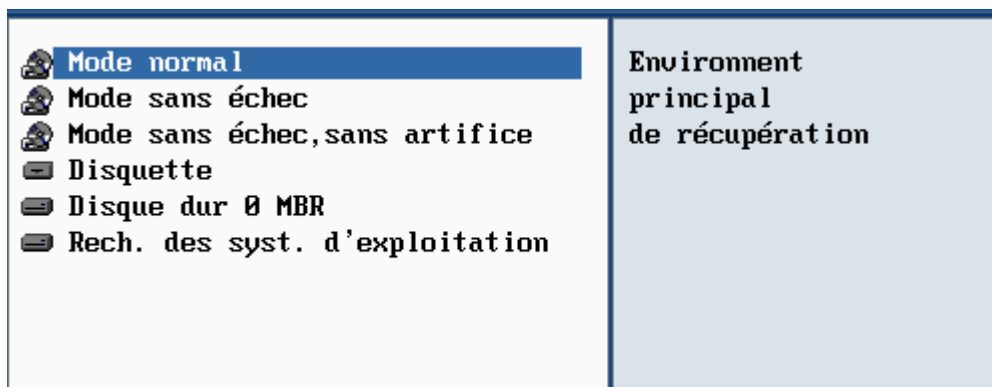 Mode normal
Mode sans échec
Mode sans échec,sans artifice
Disquette
Disque dur 0 MBR
Rech. des syst. d'exploitation
Environnent
principal
de récupération